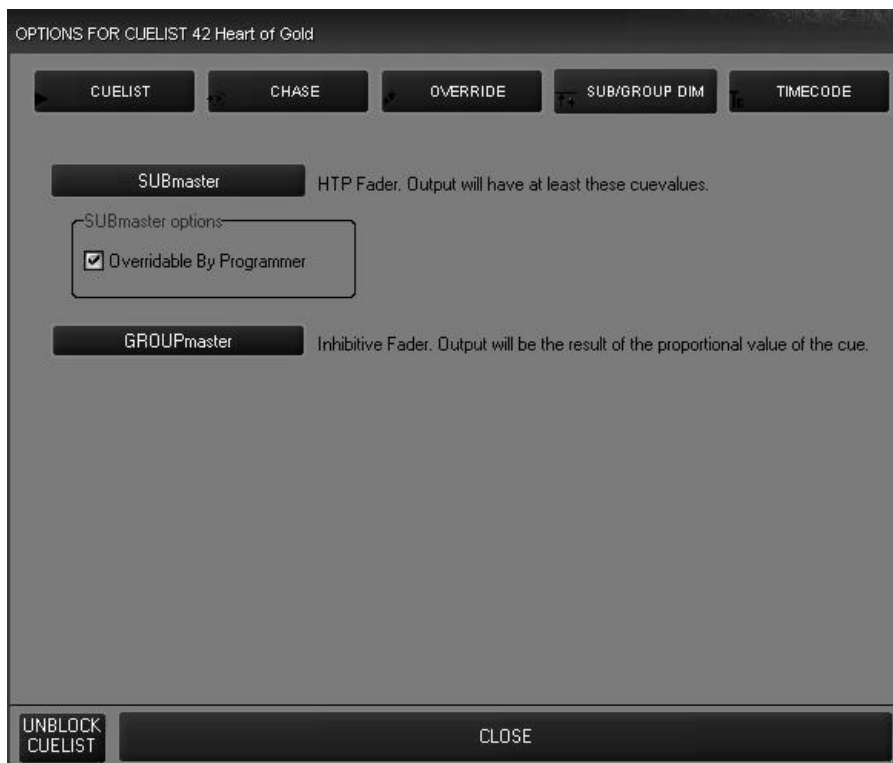 OPTIONS FOR CUELIST 42 Heart of Gold
CUELIST
CHASE
OVERRIDE
SUB/GROUP DIM
TIMECODE
SUBmaster
HTP Fader. Output will have at least these cuevalues.
SUBmaster options
Overridable By Programmer
GROUPmaster
Inhibitive Fader. Output will be the result of the proportional value of the cue.
UNBLOCK
CUELIST
CLOSE